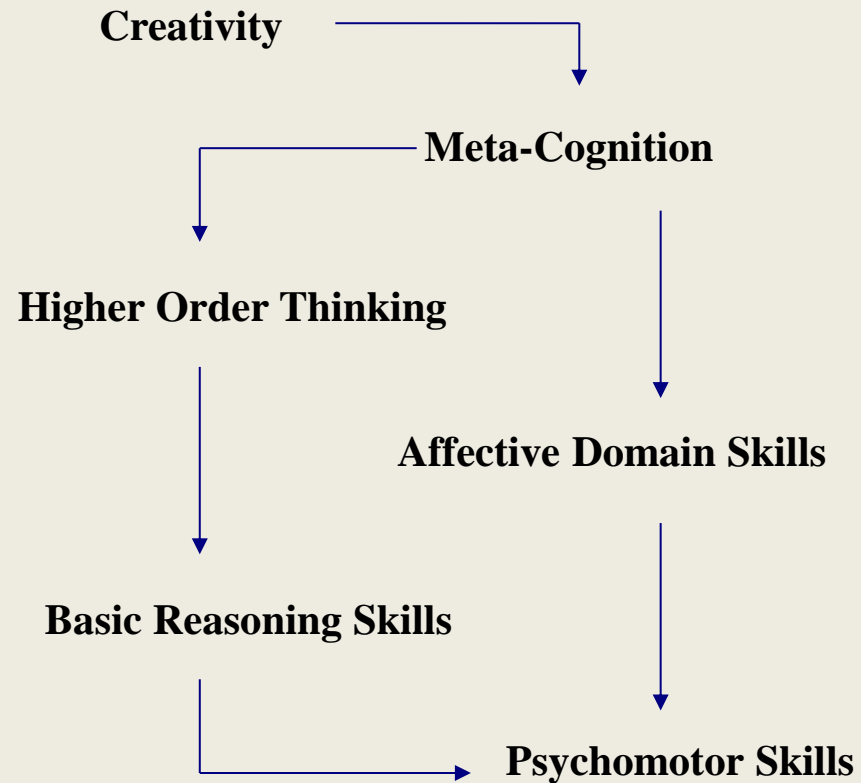 Creativity
Meta-Cognition
Higher Order Thinking
Affective Domain Skills
Basic Reasoning Skills
Psychomotor Skills